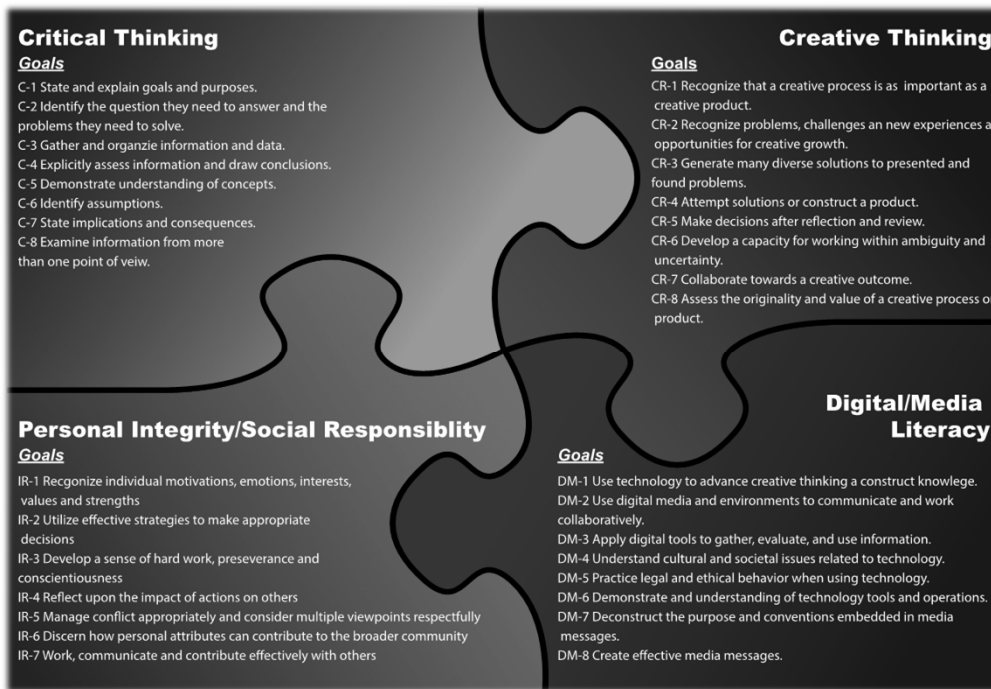 Critical Thinking
Goals
C-1 State and explain goals and purposes.
C-2 Identify the question they need to answer and the
problems they need to solve.
C-3 Gather and organzie information and data.
C-4 Explicitly assess information and draw conclusions.
C-5 Demonstrate understanding of concepts.
C-6 Identify assumptions.
C-7 State implications and consequences.
C-8 Examine information from more
than one point of veiw.
Creative Thinking
Goals
CR-1 Recognize that a creative process is as important as a
creative product.
CR-2 Recognize problems, challenges an new experiences a
opportunities for creative growth.
CR-3 Generate many diverse solutions to presented and
found problems.
CR-4 Attempt solutions or construct a product.
CR-5 Make decisions after reflection and review.
CR-6 Develop a capacity for working within ambiguity and
uncertainty.
CR-7 Collaborate towards a creative outcome.
CR-8 Assess the originality and value of a creative process o
product.
Personal Integrity/Social Responsiblity
Goals
IR-1 Recgonize individual motivations, emotions, interests,
values and strengths
IR-2 Utilize effective strategies to make appropriate
decisions
IR-3 Develop a sense of hard work, preseverance and
conscientiousness
IR-4 Reflect upon the impact of actions on others
IR-5 Manage conflict appropriately and consider multiple viewpoints respectfully
IR-6 Discern how personal attributes can contribute to the broader community
IR-7 Work, communicate and contribute effectively with others
Digital/Media
Literacy
Goals
DM-1 Use technology to advance creative thinking a construct knowlege.
DM-2 Use digital media and environments to communicate and work
collaboratively.
DM-3 Apply digital tools to gather, evaluate, and use information.
DM-4 Understand cultural and societal issues related to technology.
DM-5 Practice legal and ethical behavior when using technology.
DM-6 Demonstrate and understanding of technology tools and operations.
DM-7 Deconstruct the purpose and conventions embedded in media
messages.
DM-8 Create effective media messages.